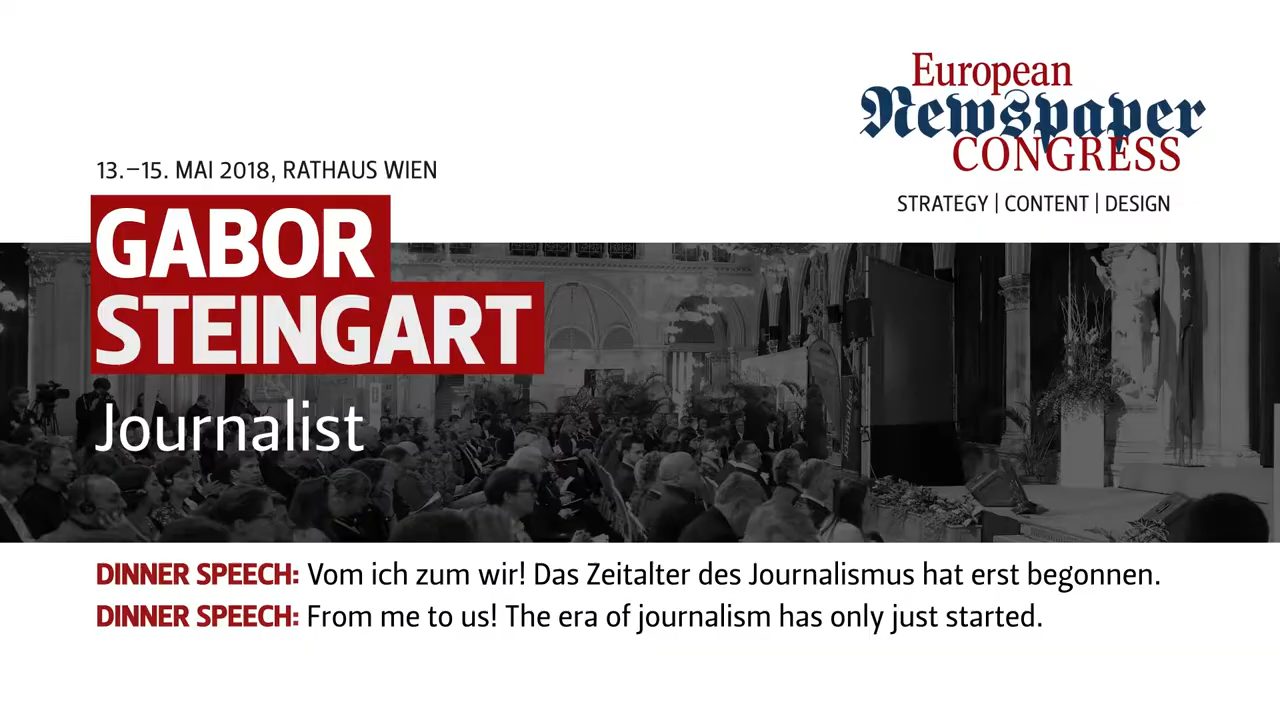 European
Newspaper
CONGRESS
STRATEGY | CONTENT | DESIGN
13.–15. MAI 2018, RATHAUS WIEN
GABOR
STEINGART
Journalist
DINNER SPEECH: Vom ich zum wir! Das Zeitalter des Journalismus hat erst begonnen.
DINNER SPEECH: From me to us! The era of journalism has only just started.